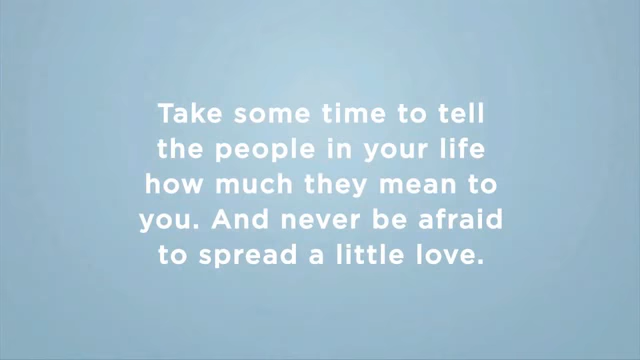 Take some time to tell
the people in your life
how much they mean to
you. And never be afraid
to spread a little love.